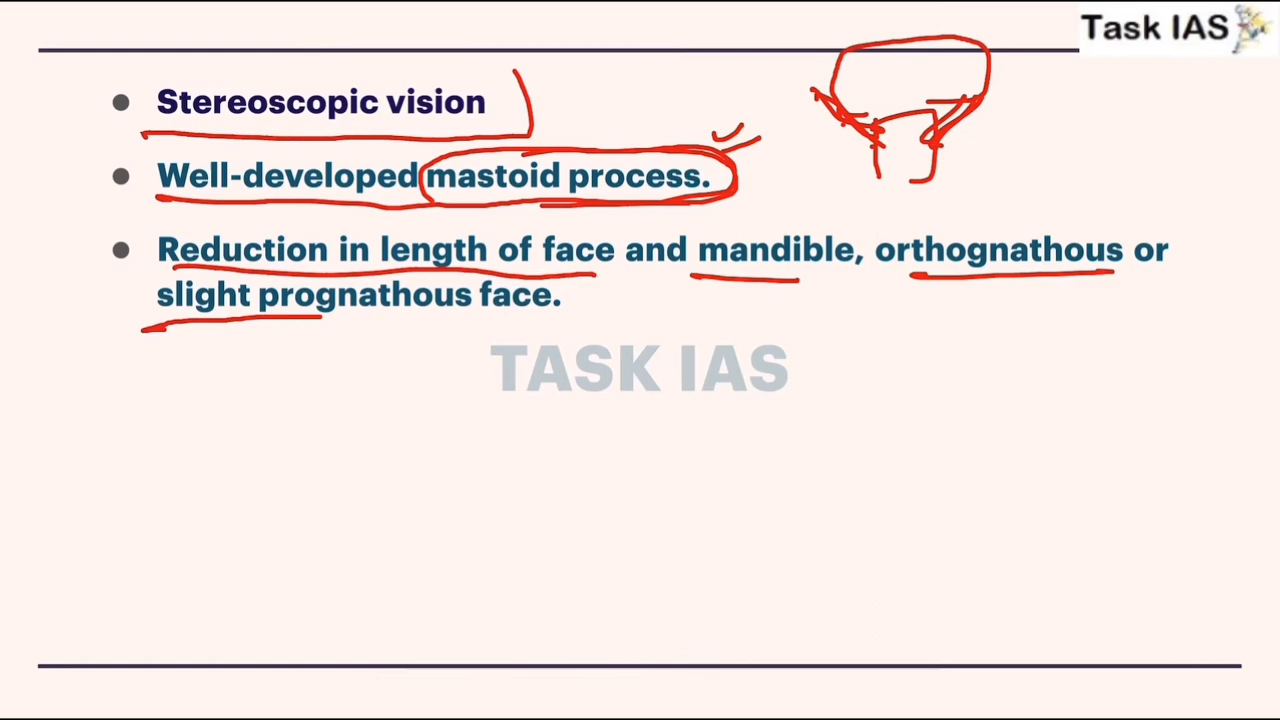 Task IAS
Stereoscopic vision
Well-developed mastoid process.
Reduction in length of face and mandible, orthognathous or
slight prognathous face.
TASK IAS